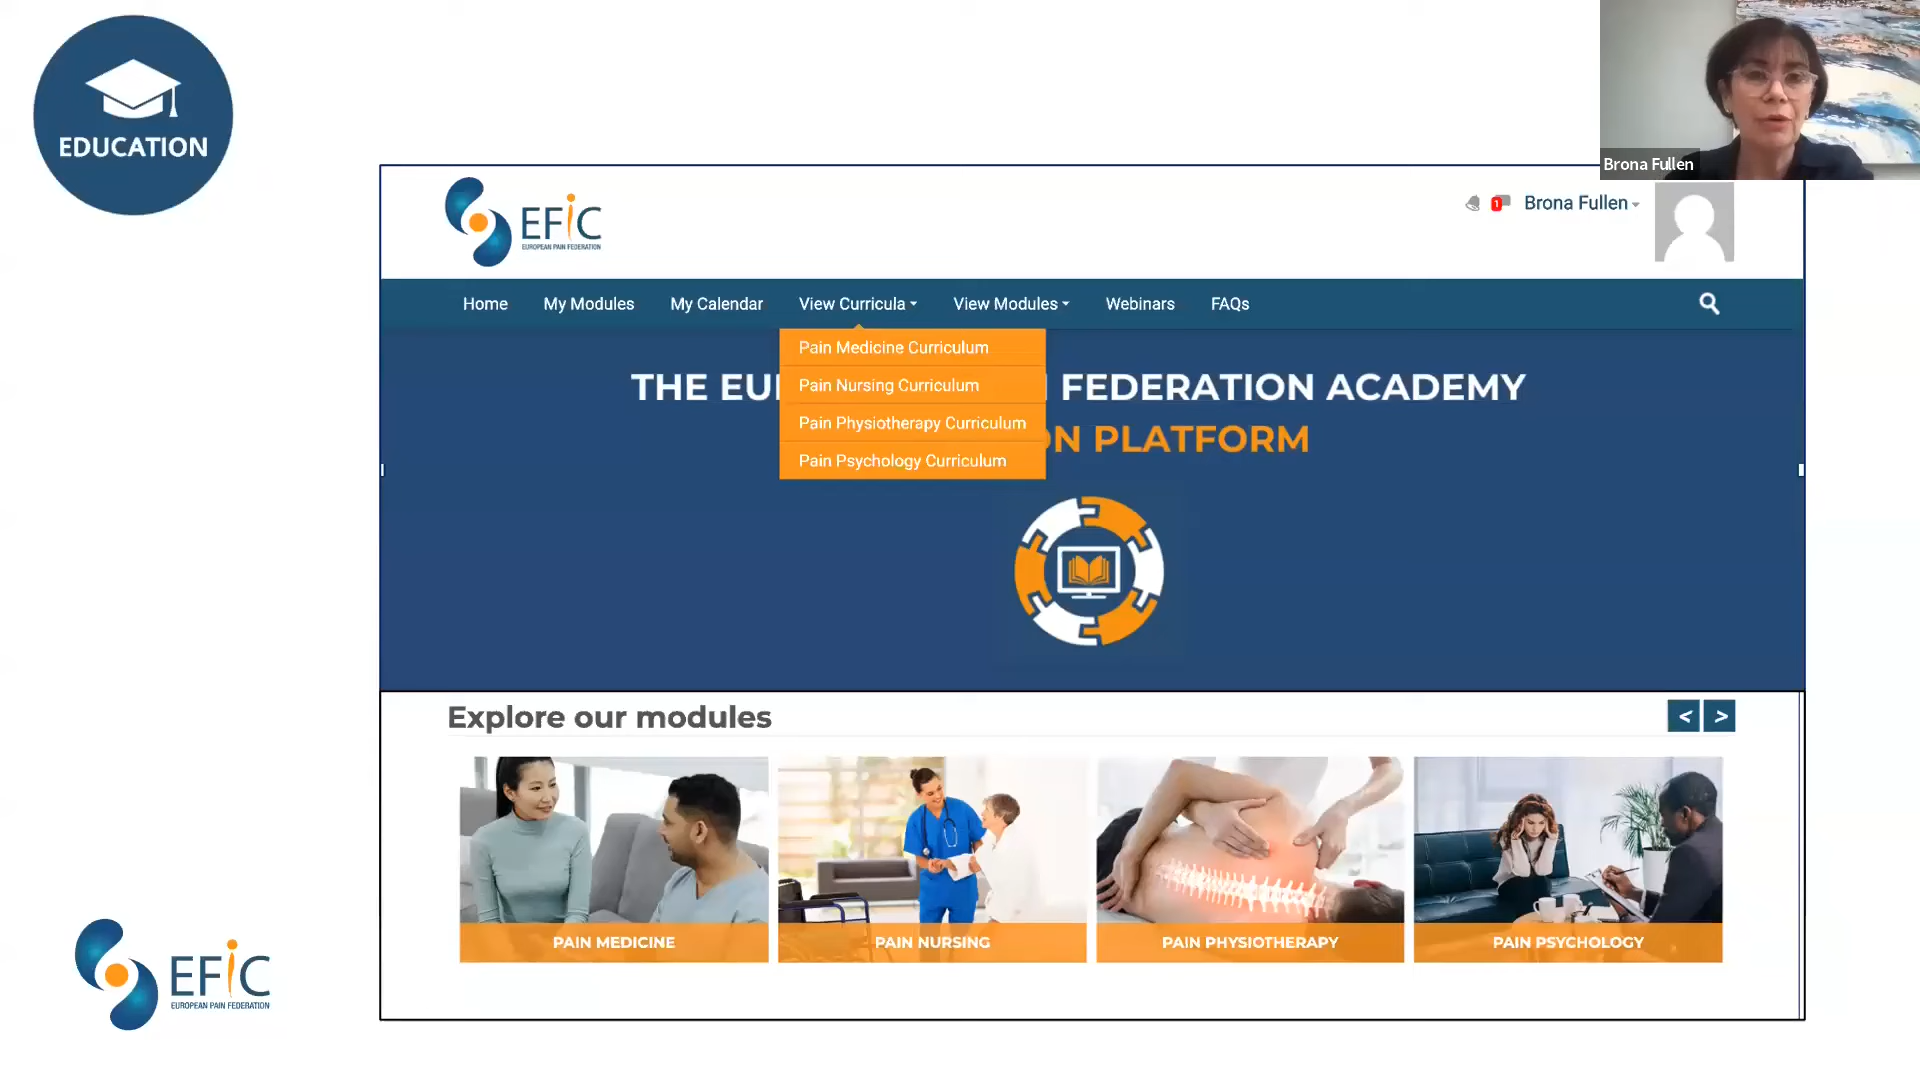 EDUCATION
Brona Fullen
EFiC
EUROPEAN PAIN FEDERATION
1
Brona Fullen
Home My Modules My Calendar View Curricula View Modules Webinars FAQs
Pain Medicine Curriculum
Pain Nursing Curriculum
Pain Physiotherapy Curriculum
Pain Psychology Curriculum
THE EU FEDERATION ACADEMY
ON PLATFORM
Explore our modules
< >
PAIN MEDICINE
PAIN NURSING
PAIN PHYSIOTHERAPY
PAIN PSYCHOLOGY
EFiC
EUROPEAN PAIN FEDERATION